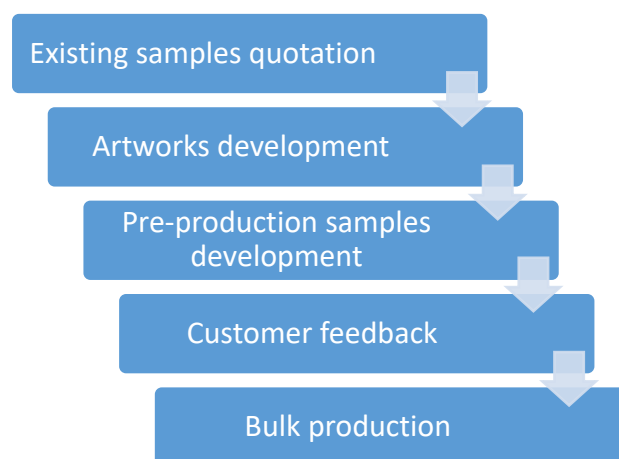 Existing samples quotation
Artworks development
Pre-production samples
development
Customer feedback
Bulk production